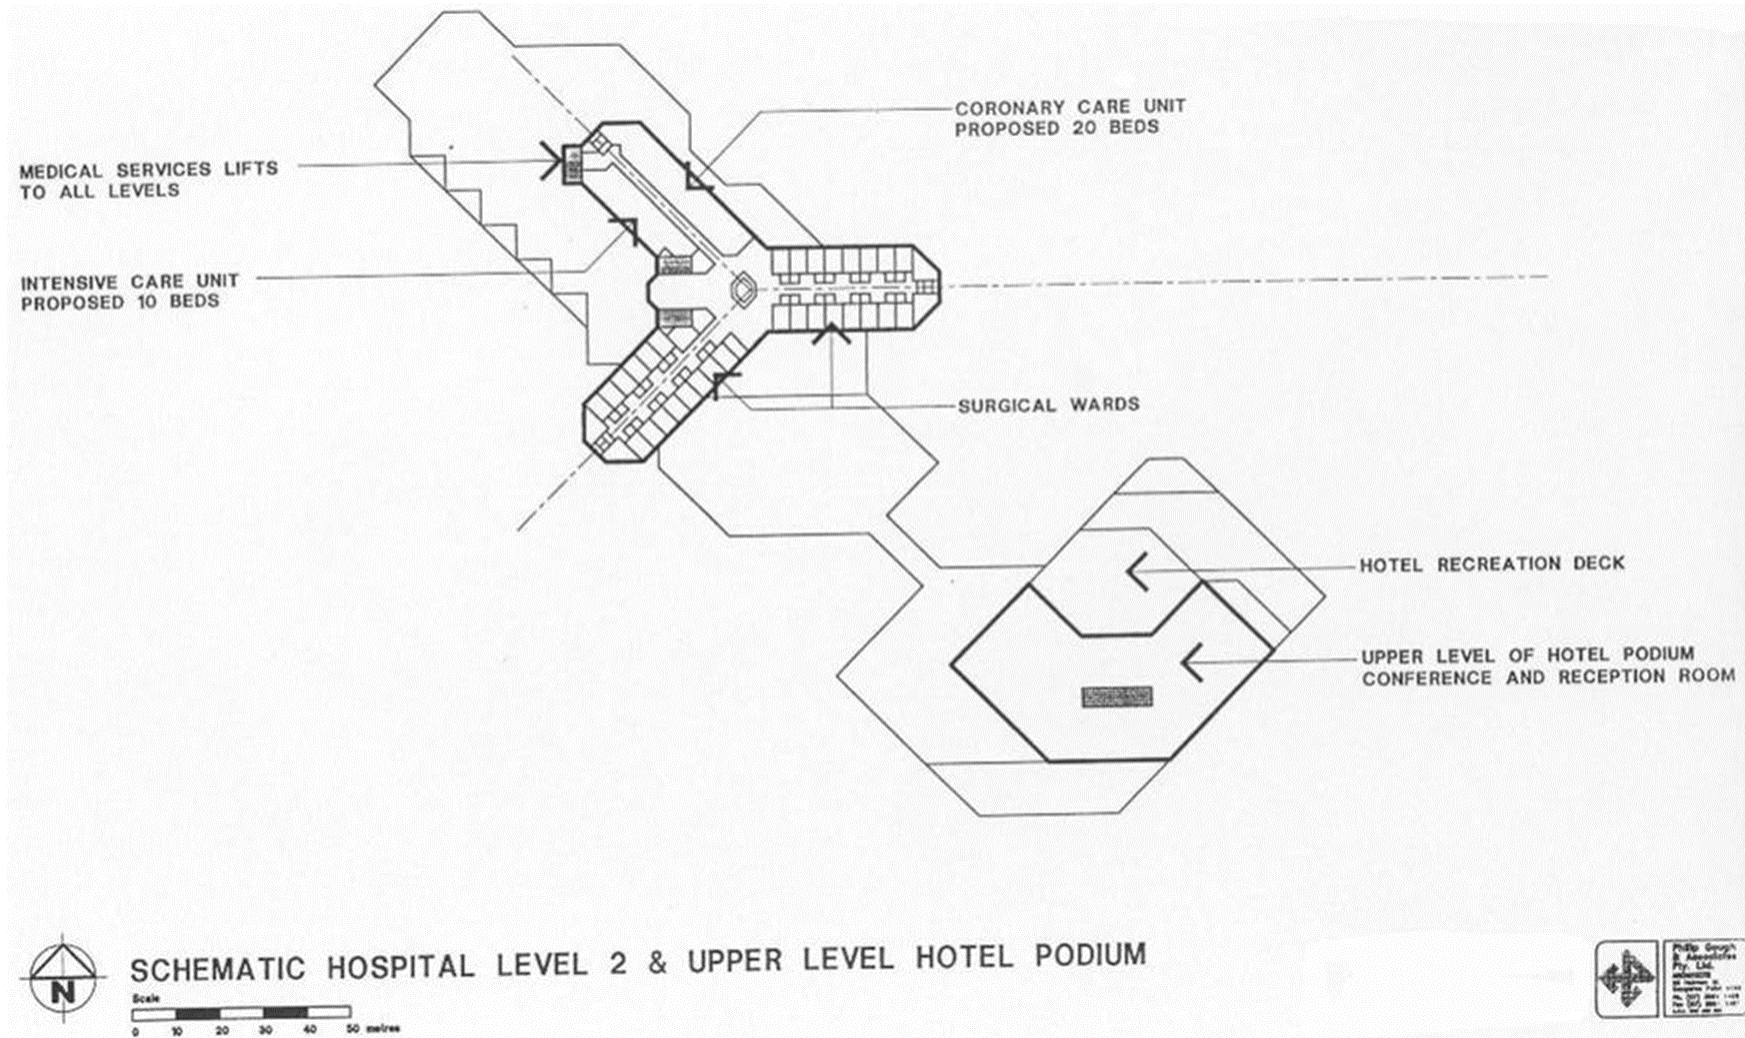 CORONARY CARE UNIT
PROPOSED 20 BEDS
MEDICAL SERVICES LIFTS
TO ALL LEVELS
INTENSIVE CARE UNIT
PROPOSED 10 BEDS
SURGICAL WARDS
HOTEL RECREATION DECK
UPPER LEVEL OF HOTEL PODIUM
CONFERENCE AND RECEPTION ROOM
N
SCHEMATIC HOSPITAL LEVEL 2 & UPPER LEVEL HOTEL PODIUM
Scale
0 10 20 30 40 50 metres
Phillip Gough
& Associates
Pty. Ltd.